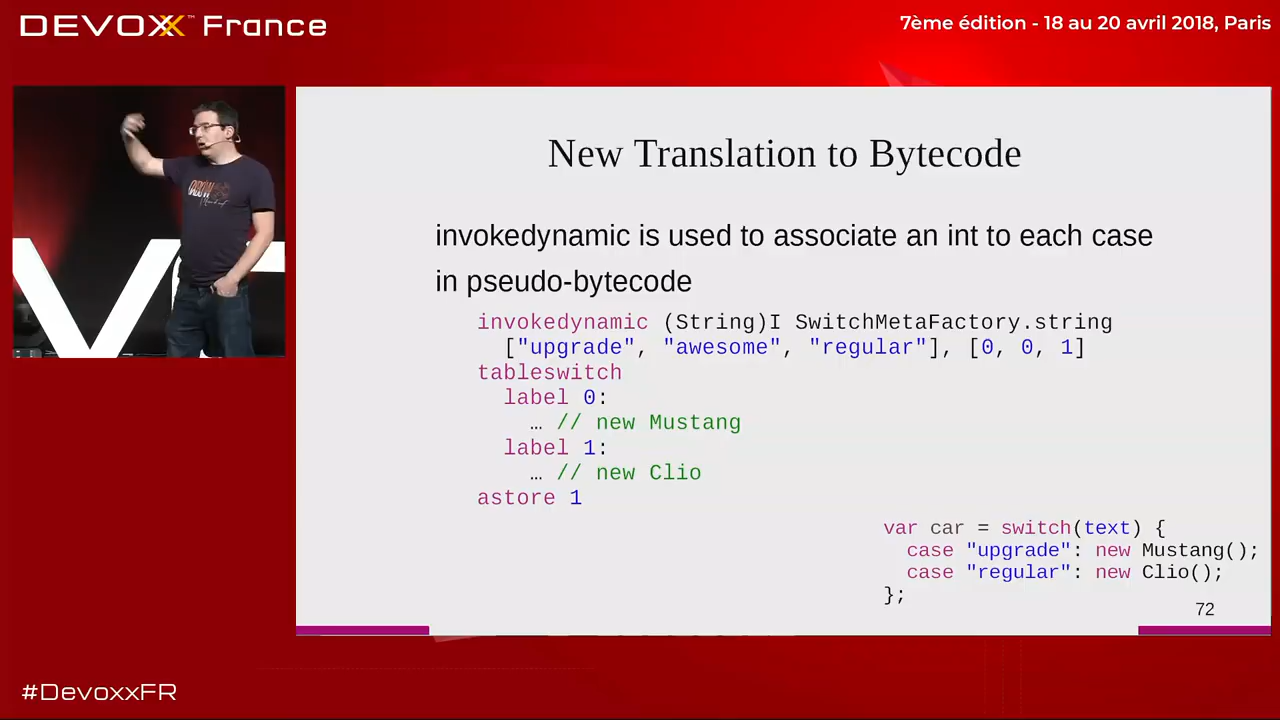 DEVOXX™ France
7ème édition - 18 au 20 avril 2018, Paris
New Translation to Bytecode
invokedynamic is used to associate an int to each case
in pseudo-bytecode
invokedynamic (String)I SwitchMetaFactory.string
["upgrade", "awesome", "regular"], [0, 0, 1]
tableswitch
label 0:
… // new Mustang
label 1:
… // new Clio
astore 1
var car = switch(text) {
case "upgrade": new Mustang();
case "regular": new Clio();
};
72
#DevoxxFR